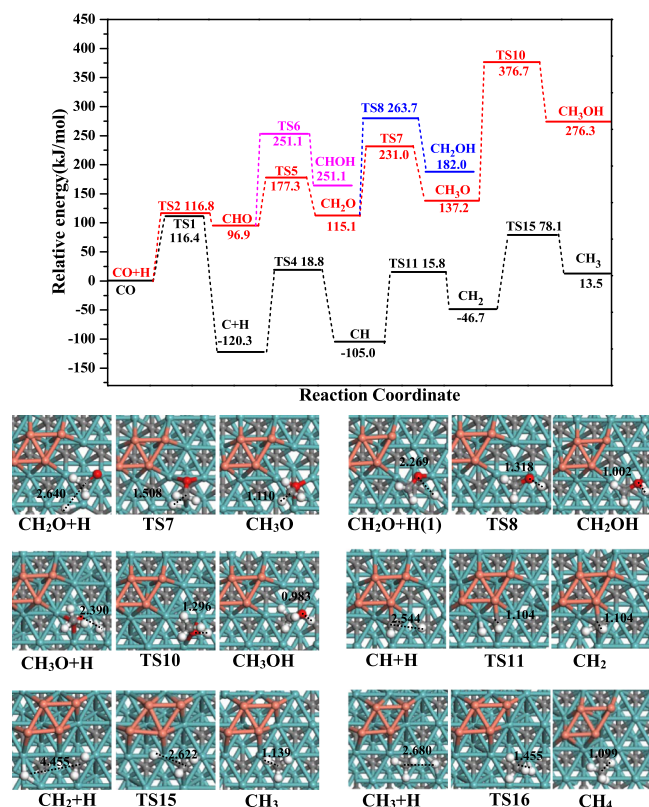 450
400
350
300
250
200
150
100
50
0
-50
-100
-150
Relative energy(kJ/mol)
Reaction Coordinate
TS10
376.7
CH₃OH
276.3
TS8 263.7
TS6
251.1
TS7
231.0
CHOH
251.1
CH₂OH
182.0
TS5
177.3
CH₂O
115.1
CH₃O
137.2
TS2 116.8
TS1
116.4
CHO
96.9
CO+H
CO
TS15 78.1
CH₃
13.5
TS4 18.8
TS11 15.8
C+H
-120.3
CH
-105.0
CH₂
-46.7
2.640
1.508
1.110
2.269
1.318
1.002
CH₂O+H
TS7
CH₃O
CH₂O+H(1)
TS8
CH₂OH
2.390
1.296
0.983
2.544
1.104
1.104
CH₃O+H
TS10
CH₃OH
CH+H
TS11
CH₂
4.455
2.622
1.139
2.680
1.455
1.099
CH₂+H
TS15
CH₃
CH₃+H
TS16
CH₄